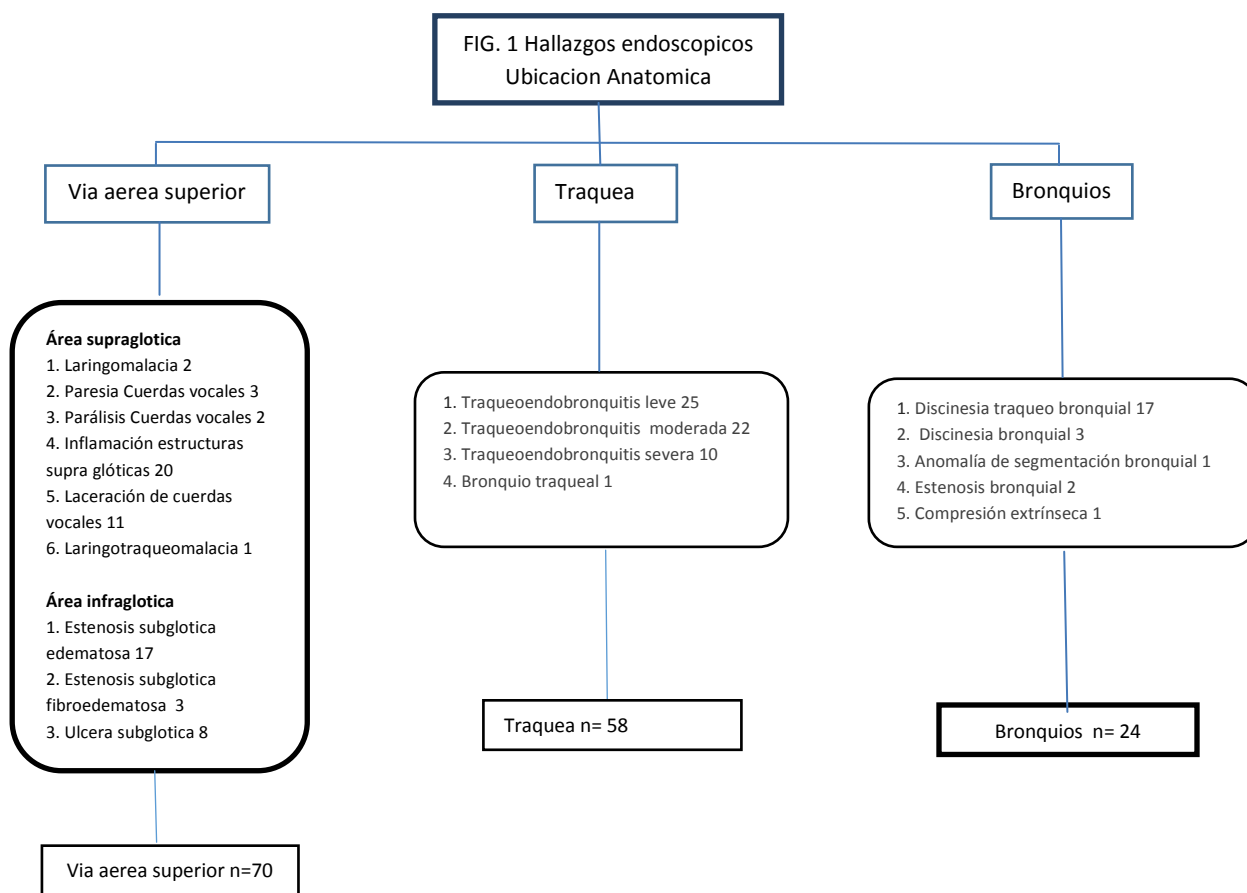 FIG. 1 Hallazgos endoscopicos
Ubicacion Anatomica
Via aerea superior
Traquea
Bronquios
Área supraglotica
1. Laringomalacia 2
2. Paresia Cuerdas vocales 3
3. Parálisis Cuerdas vocales 2
4. Inflamación estructuras
supra glóticas 20
5. Laceración de cuerdas
vocales 11
6. Laringotraqueomalacia 1
Área infraglotica
1. Estenosis subglotica
edematosa 17
2. Estenosis subglotica
fibroedematosa 3
3. Ulcera subglotica 8
1. Traqueoendobronquitis leve 25
2. Traqueoendobronquitis moderada 22
3. Traqueoendobronquitis severa 10
4. Bronquio traqueal 1
1. Discinesia traqueo bronquial 17
2. Discinesia bronquial 3
3. Anomalía de segmentación bronquial 1
4. Estenosis bronquial 2
5. Compresión extrínseca 1
Traquea n= 58
Bronquios n= 24
Via aerea superior n=70